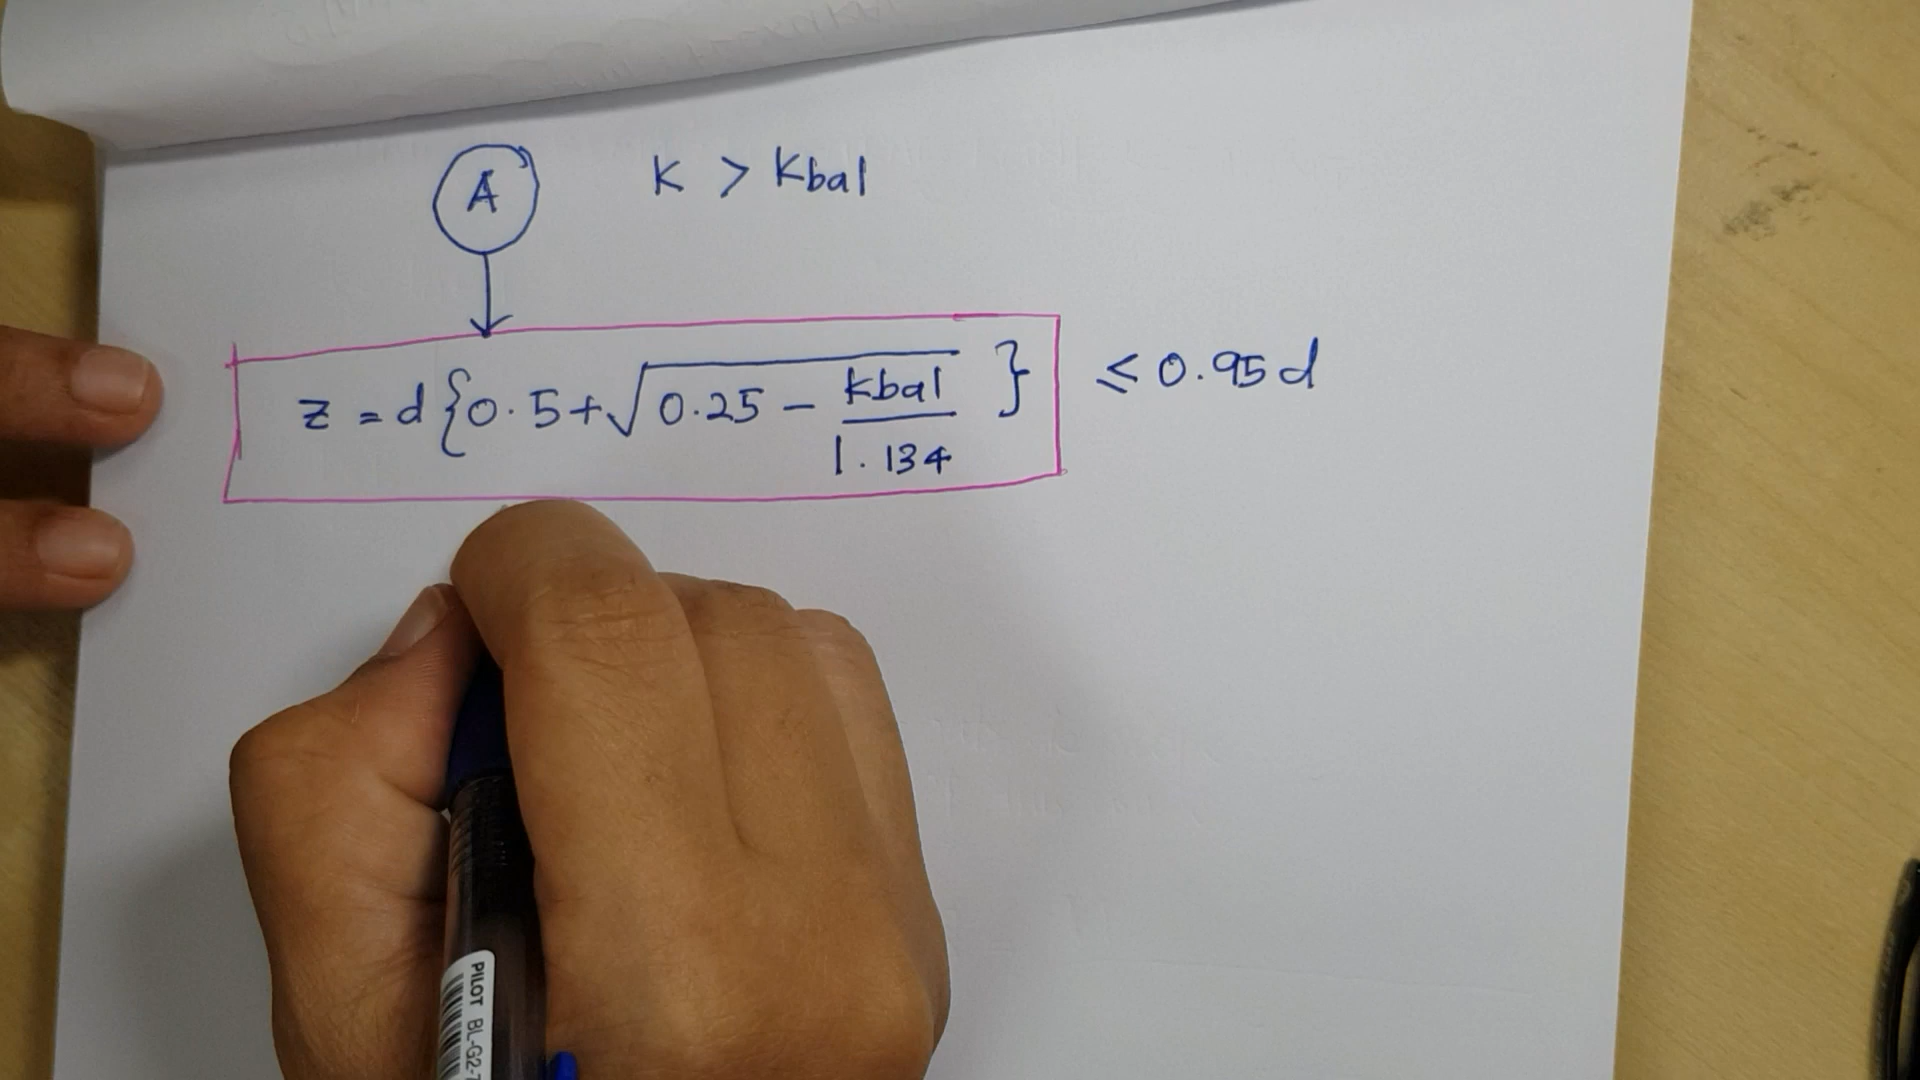 A K > Kbal
z = d{0.5+√0.25 - kbal/1.134} ≤ 0.95d
PILOT BL-G2-7